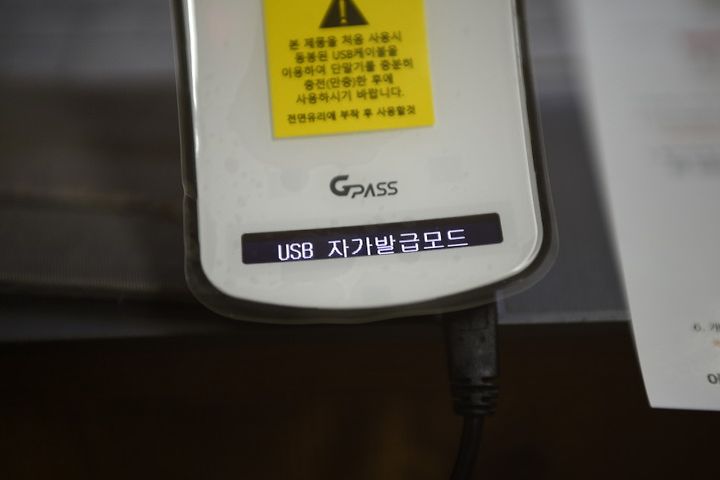 본 제품을 처음 사용시
동봉된 USB케이블을
이용하여 단말기를 충분히
충전(만충)한 후에
사용하시기 바랍니다.
전면유리에 부착 후 사용할것
GPASS
USB 자가발급모드
6.